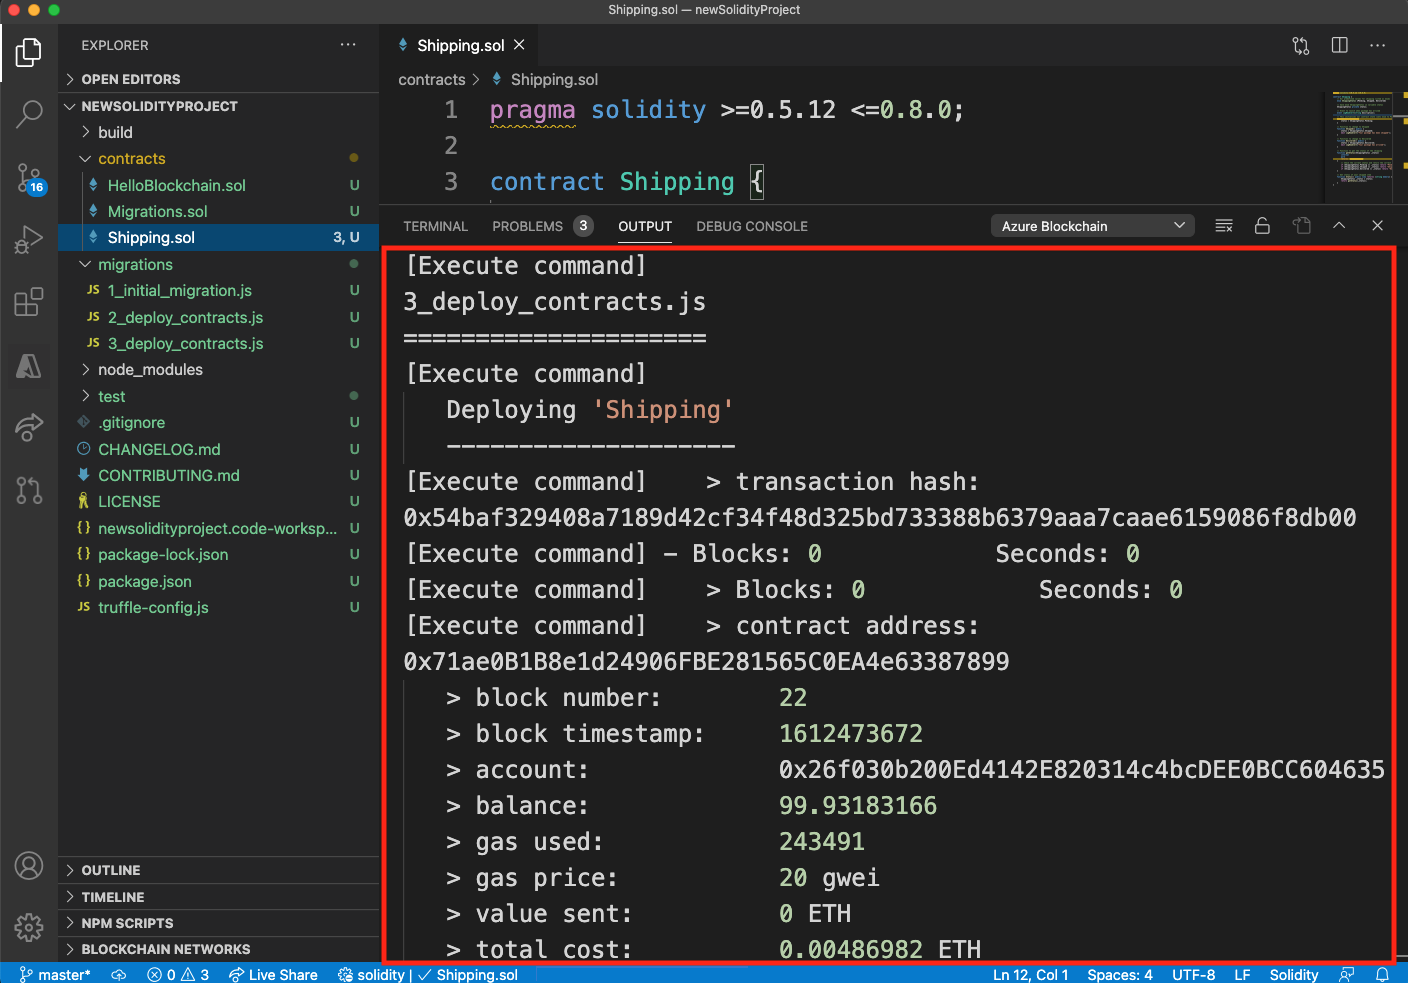 Shipping.sol — newSolidityProject
EXPLORER
OPEN EDITORS
NEWSOLIDITYPROJECT
build
contracts
HelloBlockchain.sol U
Migrations.sol U
Shipping.sol 3, U
migrations
JS 1_initial_migration.js U
JS 2_deploy_contracts.js U
JS 3_deploy_contracts.js U
node_modules
test
.gitignore U
CHANGELOG.md U
CONTRIBUTING.md U
LICENSE U
{} newsolidityproject.code-worksp... U
{} package-lock.json U
{} package.json U
JS truffle-config.js U
OUTLINE
TIMELINE
NPM SCRIPTS
BLOCKCHAIN NETWORKS
16
Shipping.sol
contracts > Shipping.sol
1 pragma solidity >=0.5.12 <=0.8.0;
2
3 contract Shipping {
TERMINAL PROBLEMS 3 OUTPUT DEBUG CONSOLE Azure Blockchain
[Execute command]
3_deploy_contracts.js
=====================
[Execute command]
Deploying 'Shipping'
--------------------
[Execute command] > transaction hash:
0x54baf329408a7189d42cf34f48d325bd733388b6379aaa7caae6159086f8db00
[Execute command] - Blocks: 0 Seconds: 0
[Execute command] > Blocks: 0 Seconds: 0
[Execute command] > contract address:
0x71ae0B1B8e1d24906FBE281565C0EA4e63387899
> block number: 22
> block timestamp: 1612473672
> account: 0x26f030b200Ed4142E820314c4bcDEE0BCC604635
> balance: 99.93183166
> gas used: 243491
> gas price: 20 gwei
> value sent: 0 ETH
> total cost: 0.00486982 ETH
master* 0 3 Live Share solidity | Shipping.sol Ln 12, Col 1 Spaces: 4 UTF-8 LF Solidity